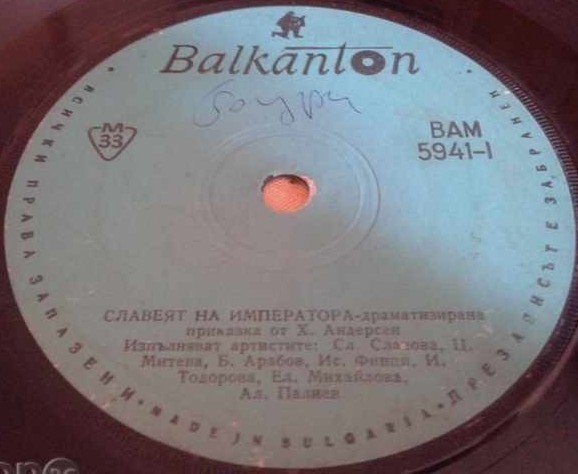 Balkanton
M
33
ВАМ
5941-I
СЛАВЕЯТ НА ИМПЕРАТОРА-драматизирана
приказка от Х. Андерсен
Изпълняват артистите: Сл. Славова, Ц.
Митева, Б. Арабов, Ис. Финци, И.
Тодорова, Ел. Михайлова,
Ал. Палиев
ВСИЧКИ ПРАВА ЗАПАЗЕНИ • MADE IN BULGARIA • ПРЕЗАПИСЪТ Е ЗАБРАНЕН